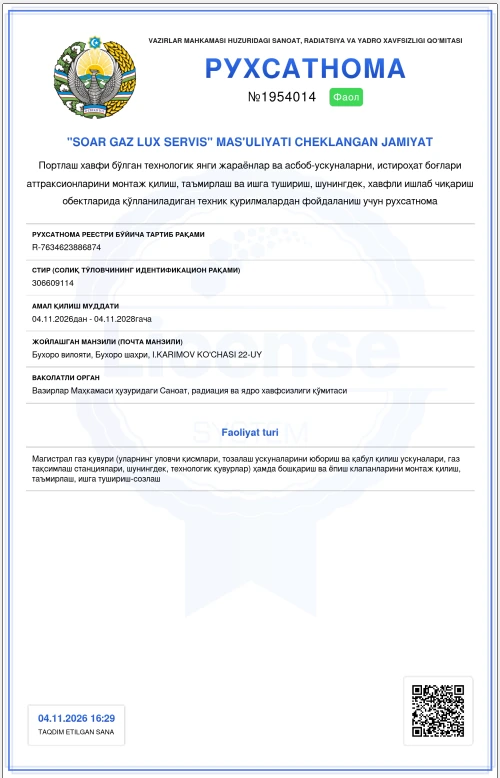 VAZIRLAR MAHKAMASI HUZURIDAGI SANOAT, RADIATSIYA VA YADRO XAVFSIZLIGI QO'MITASI
РУХСАТНОМА
№1954014 Фаол
"SOAR GAZ LUX SERVIS" MAS'ULIYATI CHEKLANGAN JAMIYAT
Портлаш хавфи бўлган технологик янги жараёнлар ва асбоб-ускуналарни, истироҳат боғлари
аттракционларини монтаж қилиш, таъмирлаш ва ишга тушириш, шунингдек, хавфли ишлаб чиқариш
обектларида қўлланиладиган техник қурилмалардан фойдаланиш учун рухсатнома
РУХСАТНОМА РЕЕСТРИ БЎЙИЧА ТАРТИБ РАҚАМИ
R-7634623886874
СТИР (СОЛИҚ ТЎЛОВЧИНИНГ ИДЕНТИФИКАЦИОН РАҚАМИ)
306609114
АМАЛ ҚИЛИШ МУДДАТИ
04.11.2026дан - 04.11.2028гача
ЖОЙЛАШГАН МАНЗИЛИ (ПОЧТА МАНЗИЛИ)
Бухоро вилояти, Бухоро шаҳри, I.KARIMOV KO'CHASI 22-UY
ВАКОЛАТЛИ ОРГАН
Вазирлар Маҳкамаси ҳузуридаги Саноат, радиация ва ядро хавфсизлиги қўмитаси
license
SYSTEM
Faoliyat turi
Магистрал газ қувури (уларнинг уловчи қисмлари, тозалаш ускуналарини юбориш ва қабул қилиш ускуналари, газ
тақсимлаш станциялари, шунингдек, технологик қувурлар) ҳамда бошқариш ва ёпиш клапанларини монтаж қилиш,
таъмирлаш, ишга тушириш-созлаш
04.11.2026 16:29
TAQDIM ETILGAN SANA